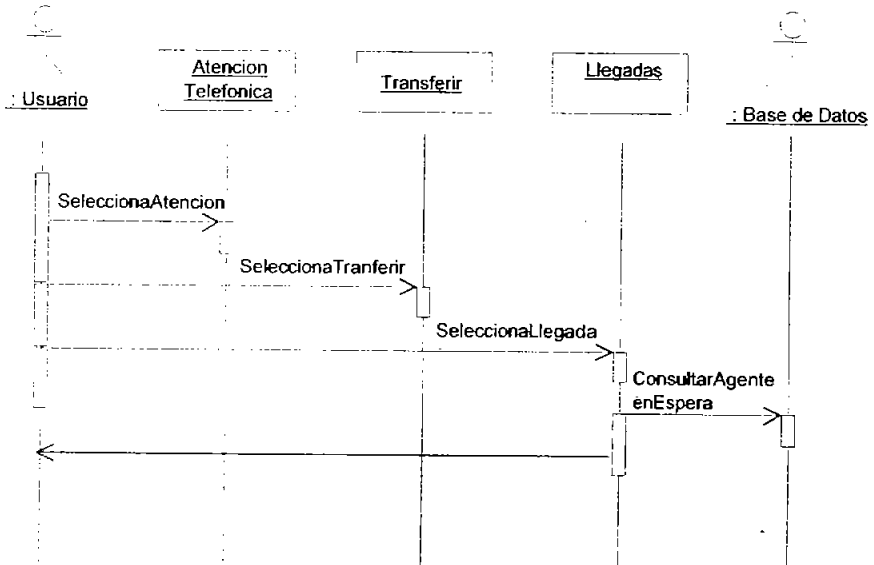 : Usuario
Atencion
Telefonica
Transferir
Llegadas
: Base de Datos
SeleccionaAtencion
SeleccionaTranferir
SeleccionaLlegada
ConsultarAgente
enEspera